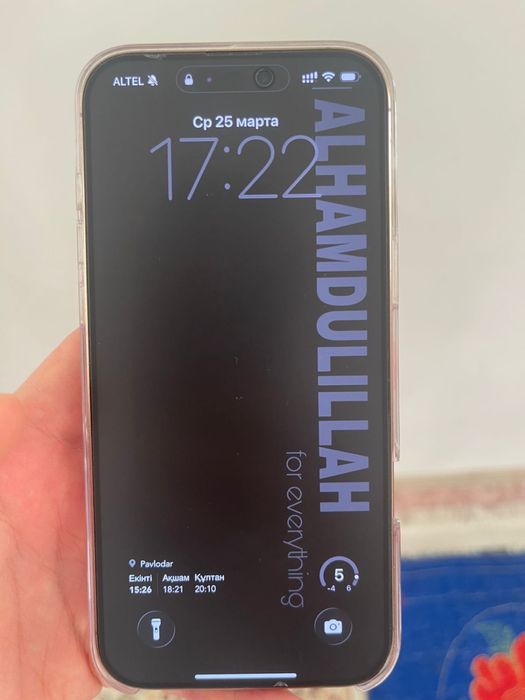 ALTEL
Ср 25 марта
17:22
ALHAMDULILLAH
for everything
Pavlodar
Екінті Ақшам Құптан
15:26 18:21 20:10
5
-4 6